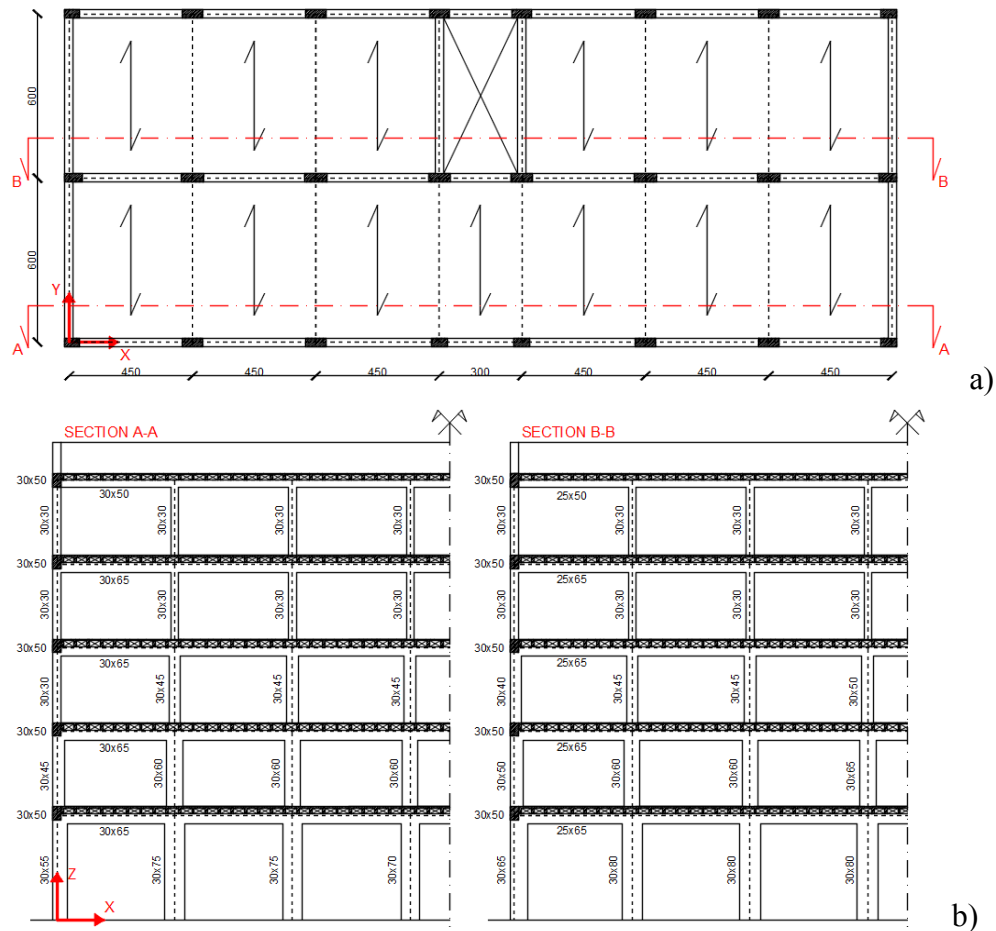 600
600
B
B
Y
X
A
A
450
450
450
300
450
450
450
a)
SECTION A-A
30x50
30x50
30x30
30x30
30x30
30x30
30x50
30x65
30x30
30x30
30x30
30x30
30x50
30x65
30x30
30x45
30x45
30x45
30x50
30x65
30x45
30x60
30x60
30x60
30x50
30x65
30x55
30x75
30x75
30x70
Z
X
SECTION B-B
30x50
25x50
30x30
30x30
30x30
30x30
30x50
25x65
30x30
30x30
30x30
30x30
30x50
25x65
30x40
30x45
30x45
30x50
30x50
25x65
30x50
30x60
30x60
30x65
30x50
25x65
30x65
30x80
30x80
30x80
b)